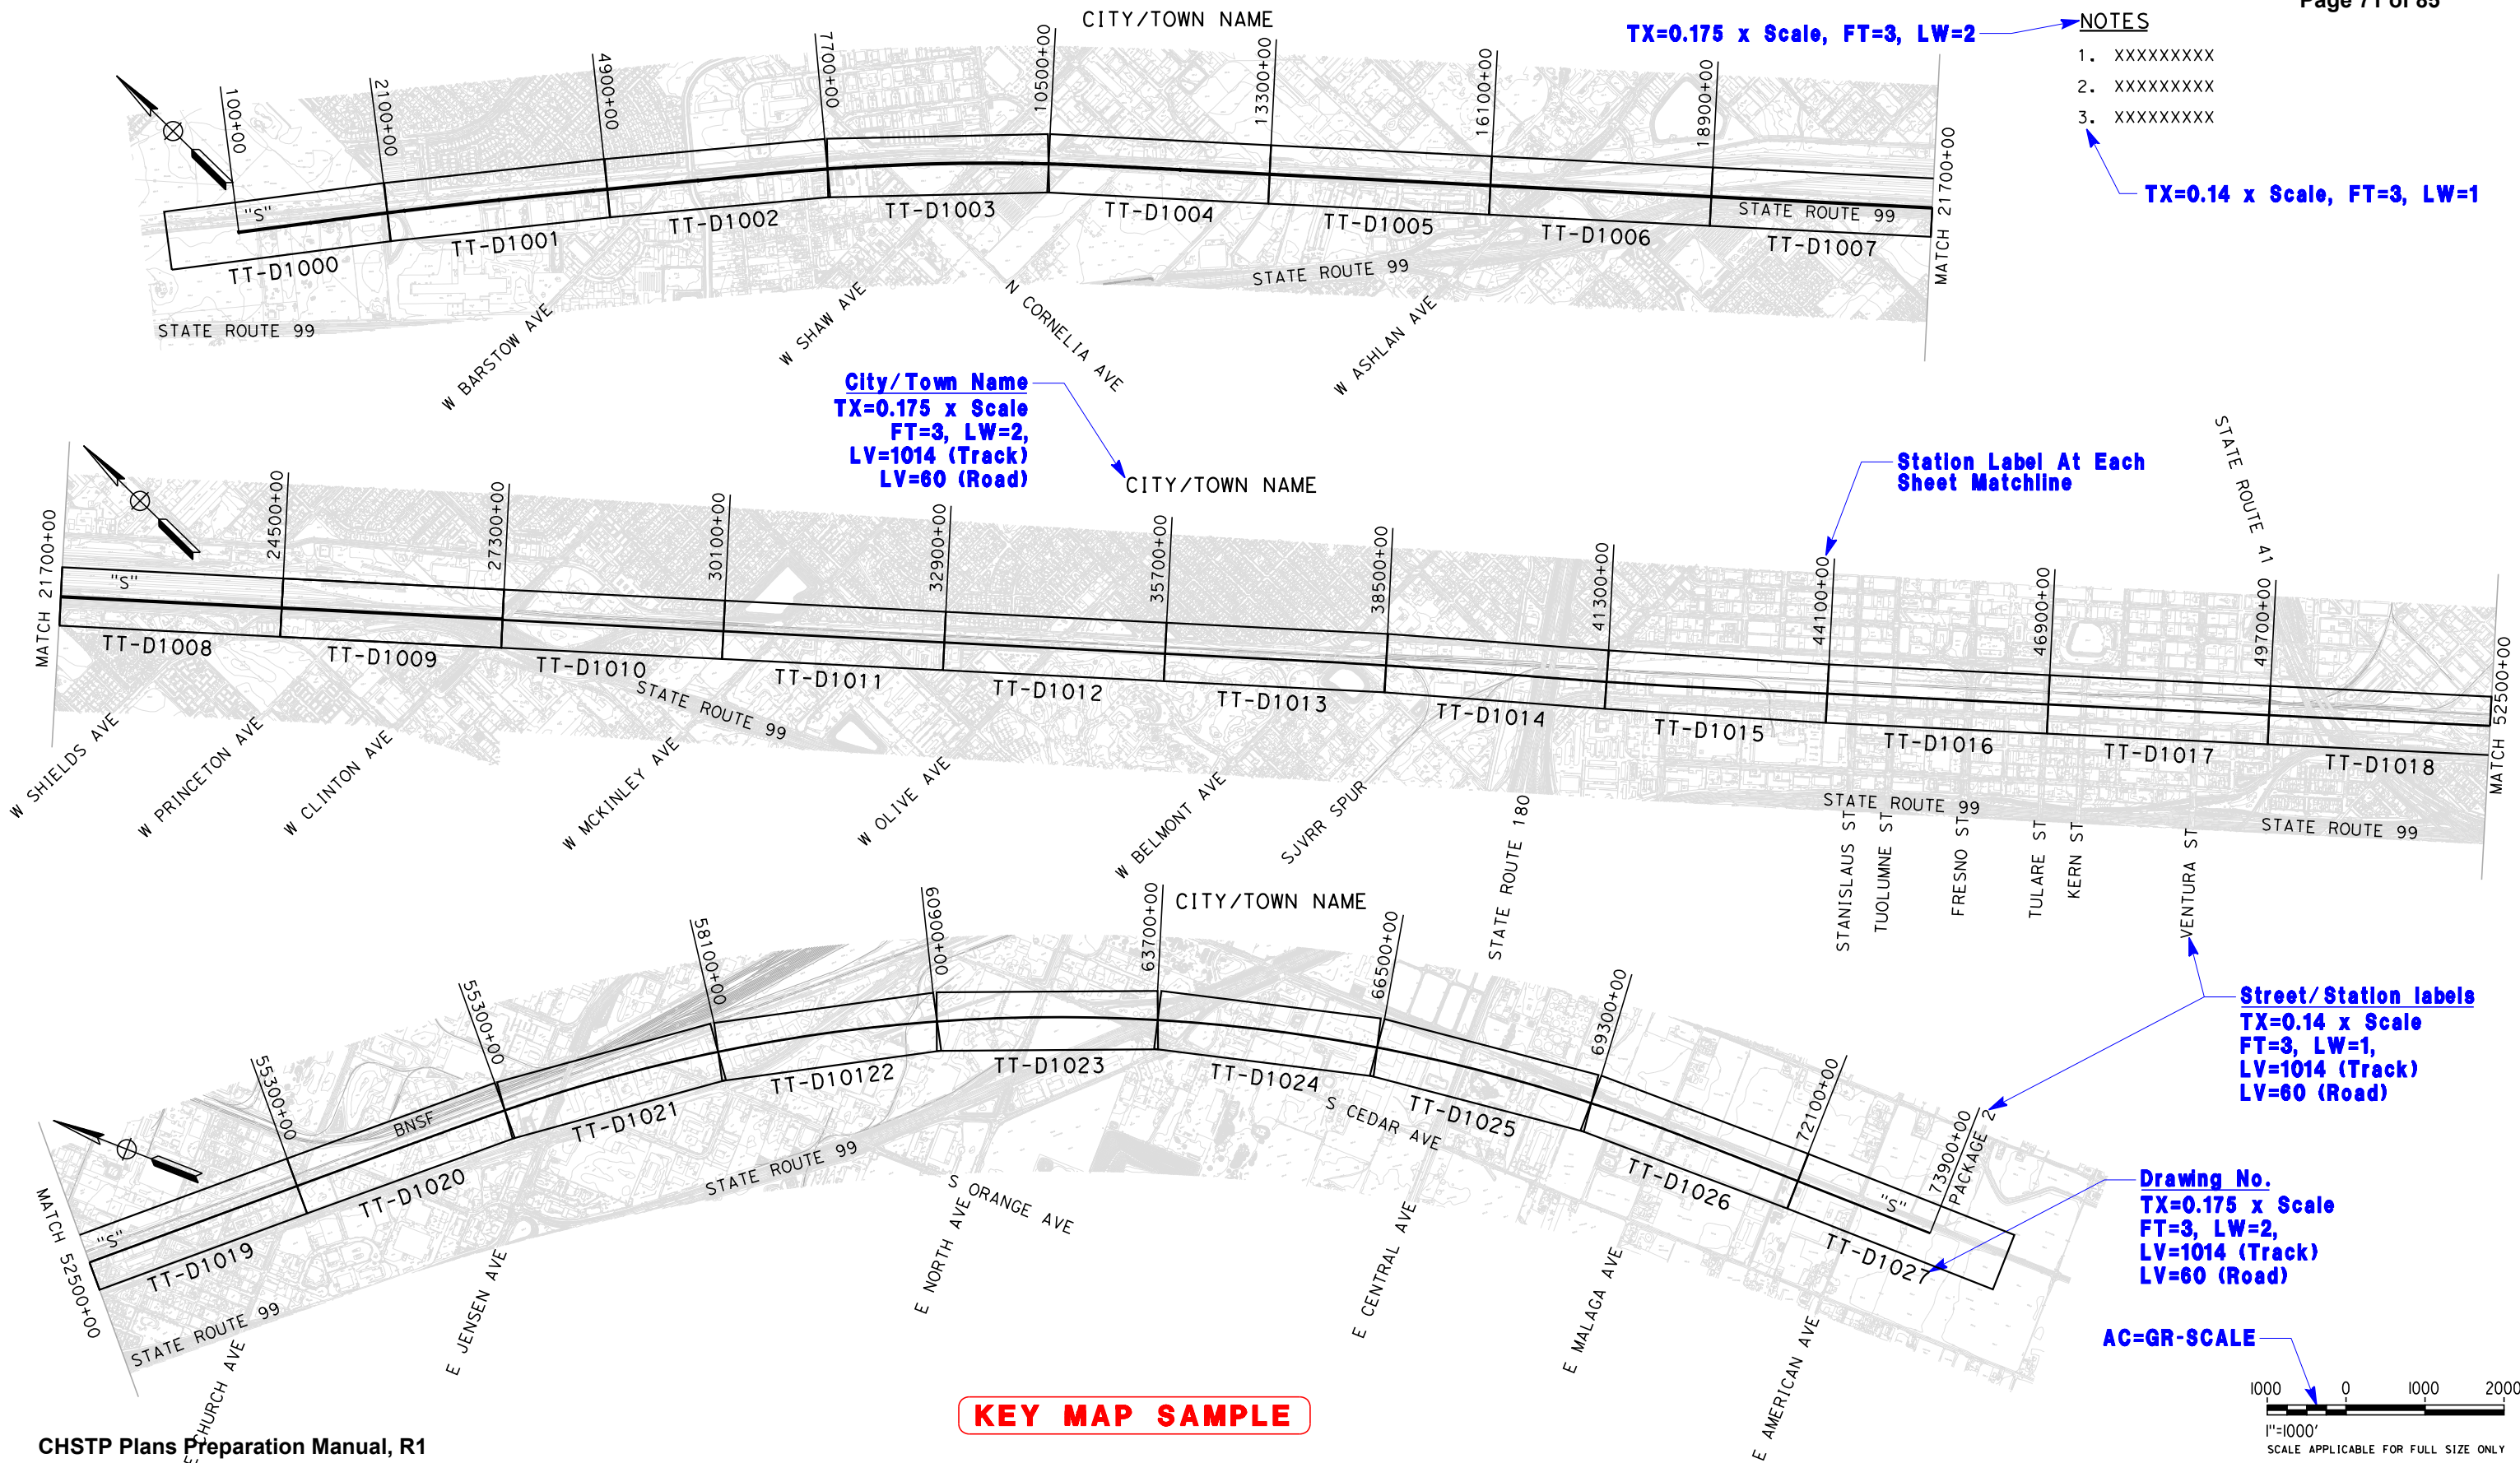 Page 71 of 85
CITY/TOWN NAME
TX=0.175 x Scale, FT=3, LW=2
NOTES
1. XXXXXXXXX
2. XXXXXXXXX
3. XXXXXXXXX
TX=0.14 x Scale, FT=3, LW=1
100+00
2100+00
4900+00
7700+00
10500+00
13300+00
16100+00
18900+00
MATCH 21700+00
"S"
TT-D1000
TT-D1001
TT-D1002
TT-D1003
TT-D1004
TT-D1005
TT-D1006
TT-D1007
STATE ROUTE 99
STATE ROUTE 99
STATE ROUTE 99
W BARSTOW AVE
W SHAW AVE
N CORNELIA AVE
W ASHLAN AVE
City/Town Name
TX=0.175 x Scale
FT=3, LW=2,
LV=1014 (Track)
LV=60 (Road)
CITY/TOWN NAME
Station Label At Each
Sheet Matchline
STATE ROUTE 41
MATCH 21700+00
24500+00
27300+00
30100+00
32900+00
35700+00
38500+00
41300+00
44100+00
46900+00
49700+00
MATCH 52500+00
"S"
TT-D1008
TT-D1009
TT-D1010
TT-D1011
TT-D1012
TT-D1013
TT-D1014
TT-D1015
TT-D1016
TT-D1017
TT-D1018
STATE ROUTE 99
STATE ROUTE 99
STATE ROUTE 99
W SHIELDS AVE
W PRINCETON AVE
W CLINTON AVE
W MCKINLEY AVE
W OLIVE AVE
W BELMONT AVE
SJVRR SPUR
STATE ROUTE 180
STANISLAUS ST
TUOLUMNE ST
FRESNO ST
TULARE ST
KERN ST
VENTURA ST
CITY/TOWN NAME
Street/Station labels
TX=0.14 x Scale
FT=3, LW=1,
LV=1014 (Track)
LV=60 (Road)
MATCH 52500+00
55300+00
55300+00
58100+00
60900+00
63700+00
66500+00
69300+00
72100+00
73900+00
PACKAGE 2
"S"
BNSF
"S"
TT-D1019
TT-D1020
TT-D1021
TT-D10122
TT-D1023
TT-D1024
TT-D1025
TT-D1026
TT-D1027
STATE ROUTE 99
STATE ROUTE 99
E CHURCH AVE
E JENSEN AVE
E NORTH AVE
S ORANGE AVE
S CEDAR AVE
E CENTRAL AVE
E MALAGA AVE
E AMERICAN AVE
Drawing No.
TX=0.175 x Scale
FT=3, LW=2,
LV=1014 (Track)
LV=60 (Road)
AC=GR-SCALE
1000 0 1000 2000
1"=1000'
SCALE APPLICABLE FOR FULL SIZE ONLY
KEY MAP SAMPLE
CHSTP Plans Preparation Manual, R1